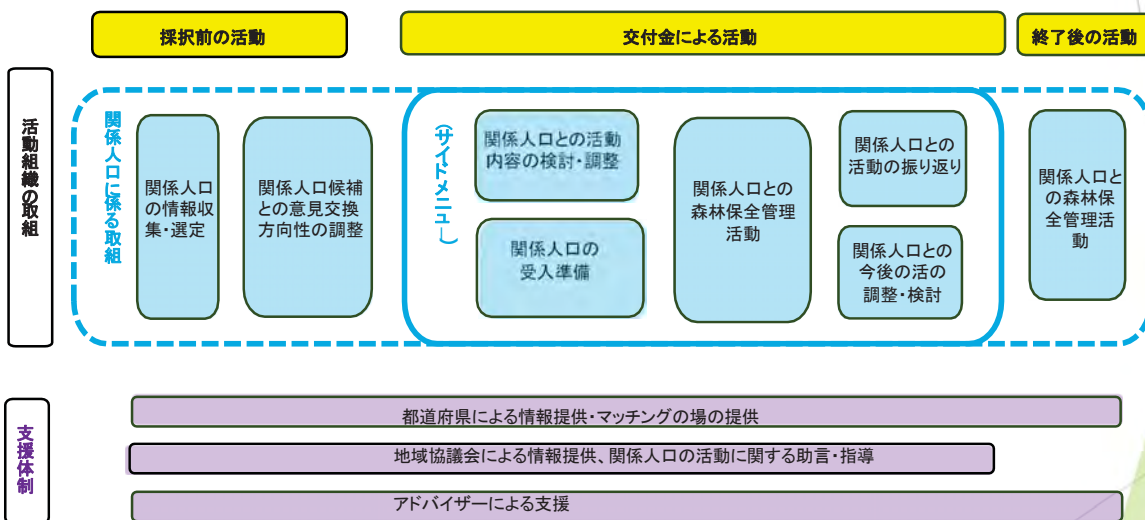 採択前の活動
交付金による活動
終了後の活動
活動組織の取組
関係人口に係る取組
関係人口
の情報収
集・選定
関係人口候補
との意見交換
方向性の調整
(サイドメニュー)
関係人口との活動
内容の検討・調整
関係人口の
受入準備
関係人口との
森林保全管理
活動
関係人口との
活動の振り返り
関係人口との
今後の活の
調整・検討
関係人口と
の森林保
全管理活
動
支援体制
都道府県による情報提供・マッチングの場の提供
地域協議会による情報提供、関係人口の活動に関する助言・指導
アドバイザーによる支援